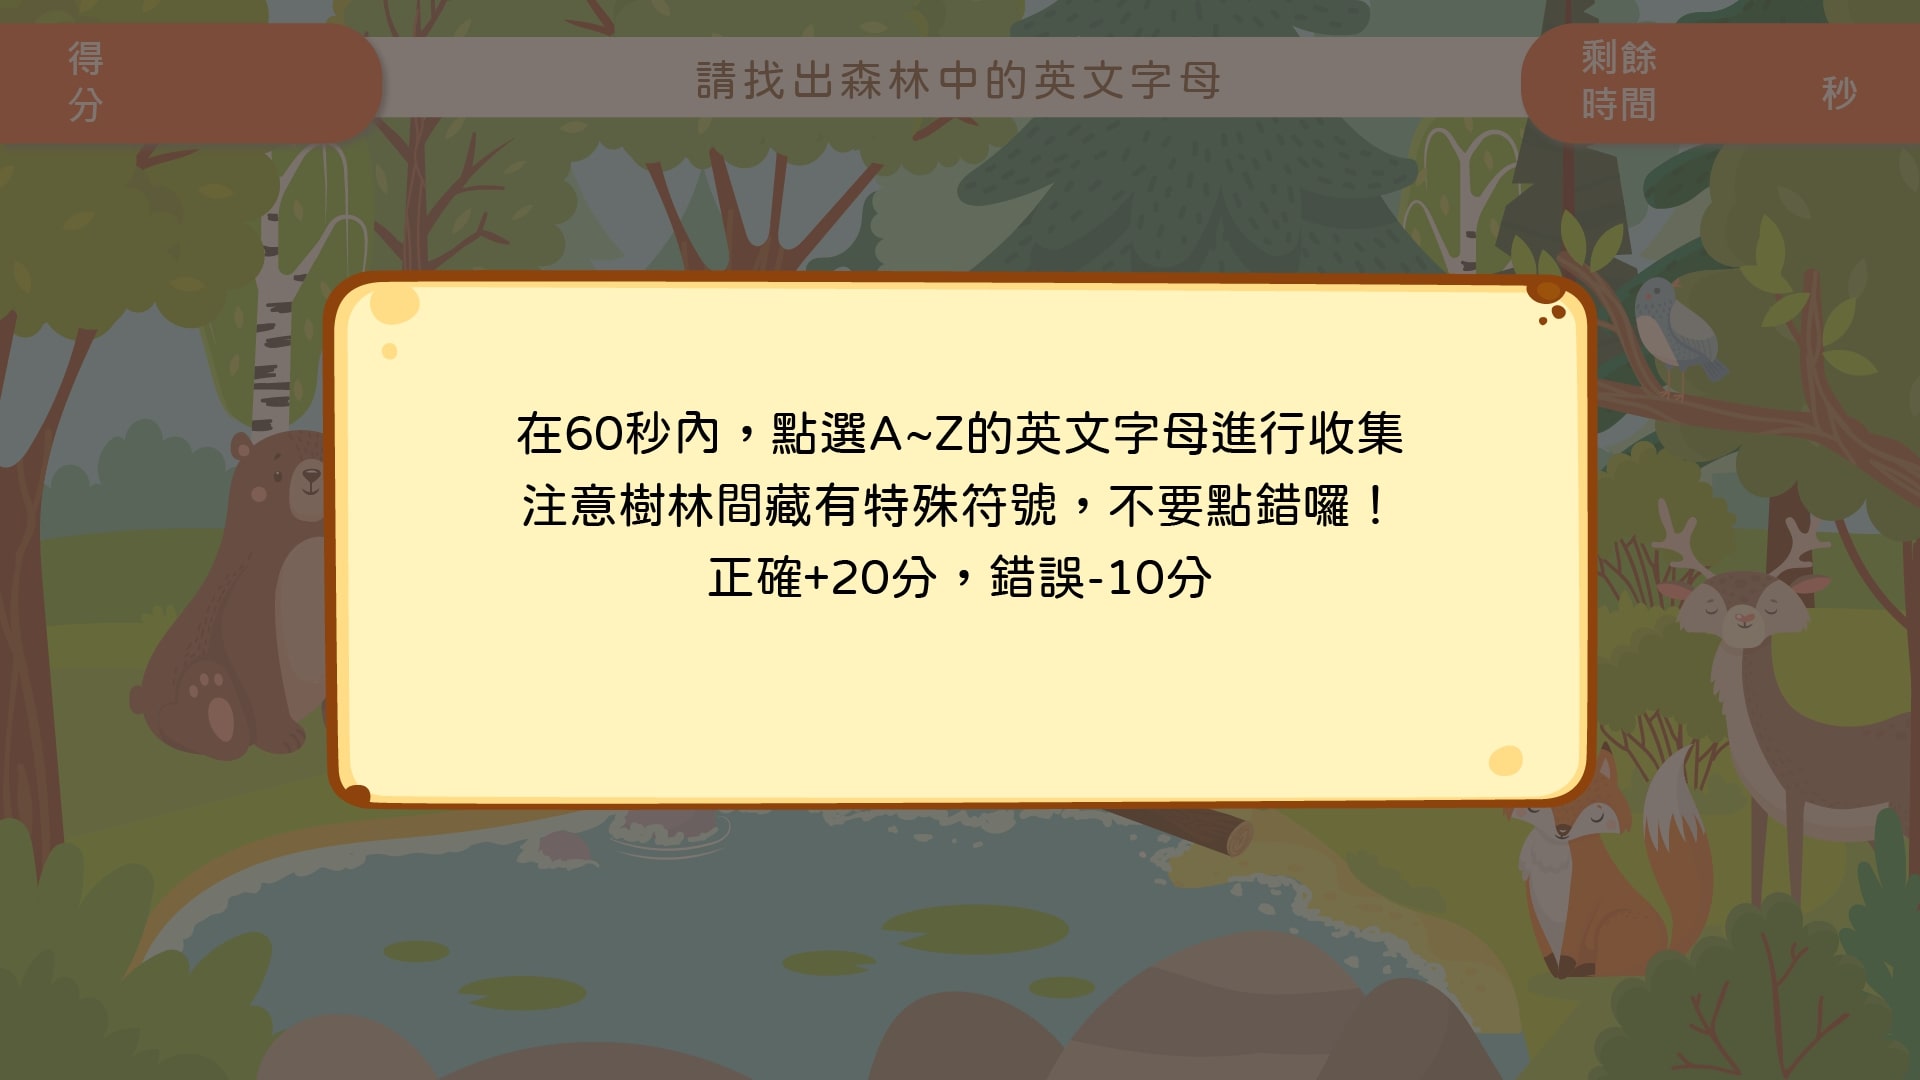 得
分
請找出森林中的英文字母
剩餘
時間
秒
在60秒內，點選A~Z的英文字母進行收集
注意樹林間藏有特殊符號，不要點錯囉！
正確+20分，錯誤-10分